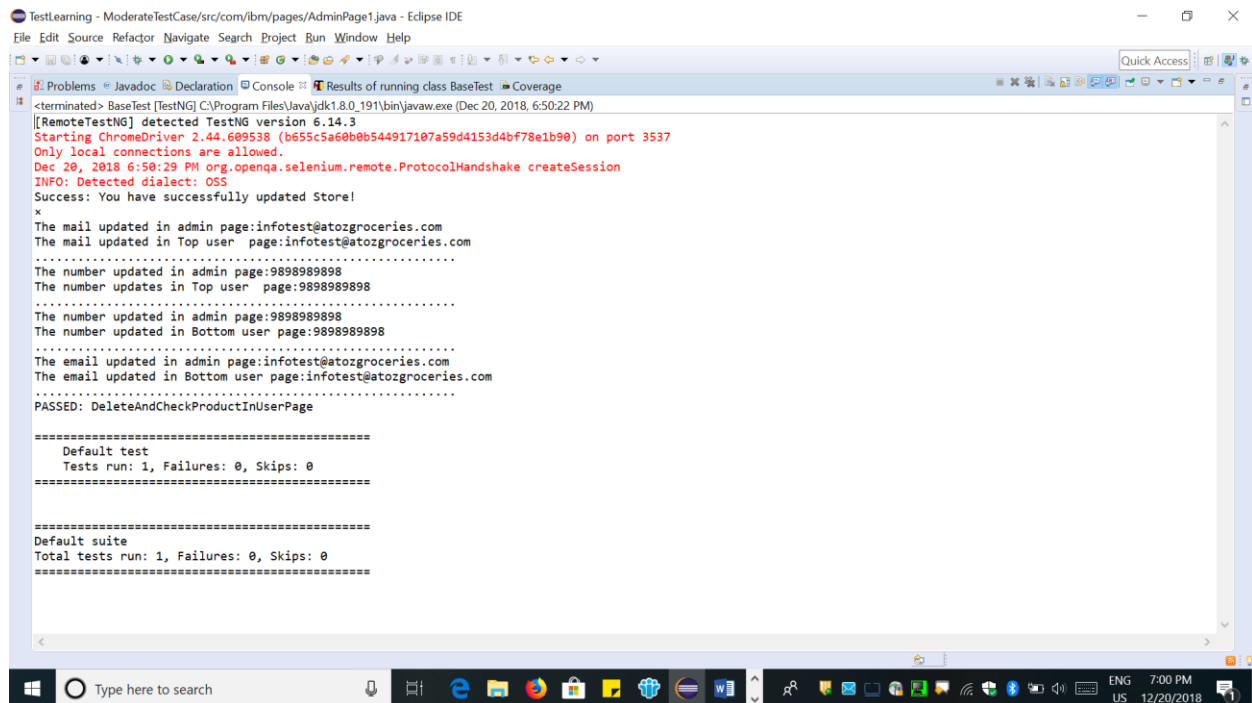 TestLearning - ModerateTestCase/src/com/ibm/pages/AdminPage1.java - Eclipse IDE
File Edit Source Refactor Navigate Search Project Run Window Help
Quick Access
Problems Javadoc Declaration Console Results of running class BaseTest Coverage
<terminated> BaseTest [TestNG] C:\Program Files\Java\jdk1.8.0_191\bin\javaw.exe (Dec 20, 2018, 6:50:22 PM)
[RemoteTestNG] detected TestNG version 6.14.3
Starting ChromeDriver 2.44.609538 (b655c5a60b0b544917107a59d4153d4bf78e1b90) on port 3537
Only local connections are allowed.
Dec 20, 2018 6:50:29 PM org.openqa.selenium.remote.ProtocolHandshake createSession
INFO: Detected dialect: OSS
Success: You have successfully updated Store!
×
The mail updated in admin page:infotest@atozgroceries.com
The mail updated in Top user  page:infotest@atozgroceries.com
...........................................................
The number updated in admin page:9898989898
The number updates in Top user  page:9898989898
...........................................................
The number updated in admin page:9898989898
The number updated in Bottom user page:9898989898
...........................................................
The email updated in admin page:infotest@atozgroceries.com
The email updated in Bottom user page:infotest@atozgroceries.com
...........................................................
PASSED: DeleteAndCheckProductInUserPage
===============================================
Default test
Tests run: 1, Failures: 0, Skips: 0
===============================================
===============================================
Default suite
Total tests run: 1, Failures: 0, Skips: 0
===============================================
Type here to search
ENG 7:00 PM
US 12/20/2018